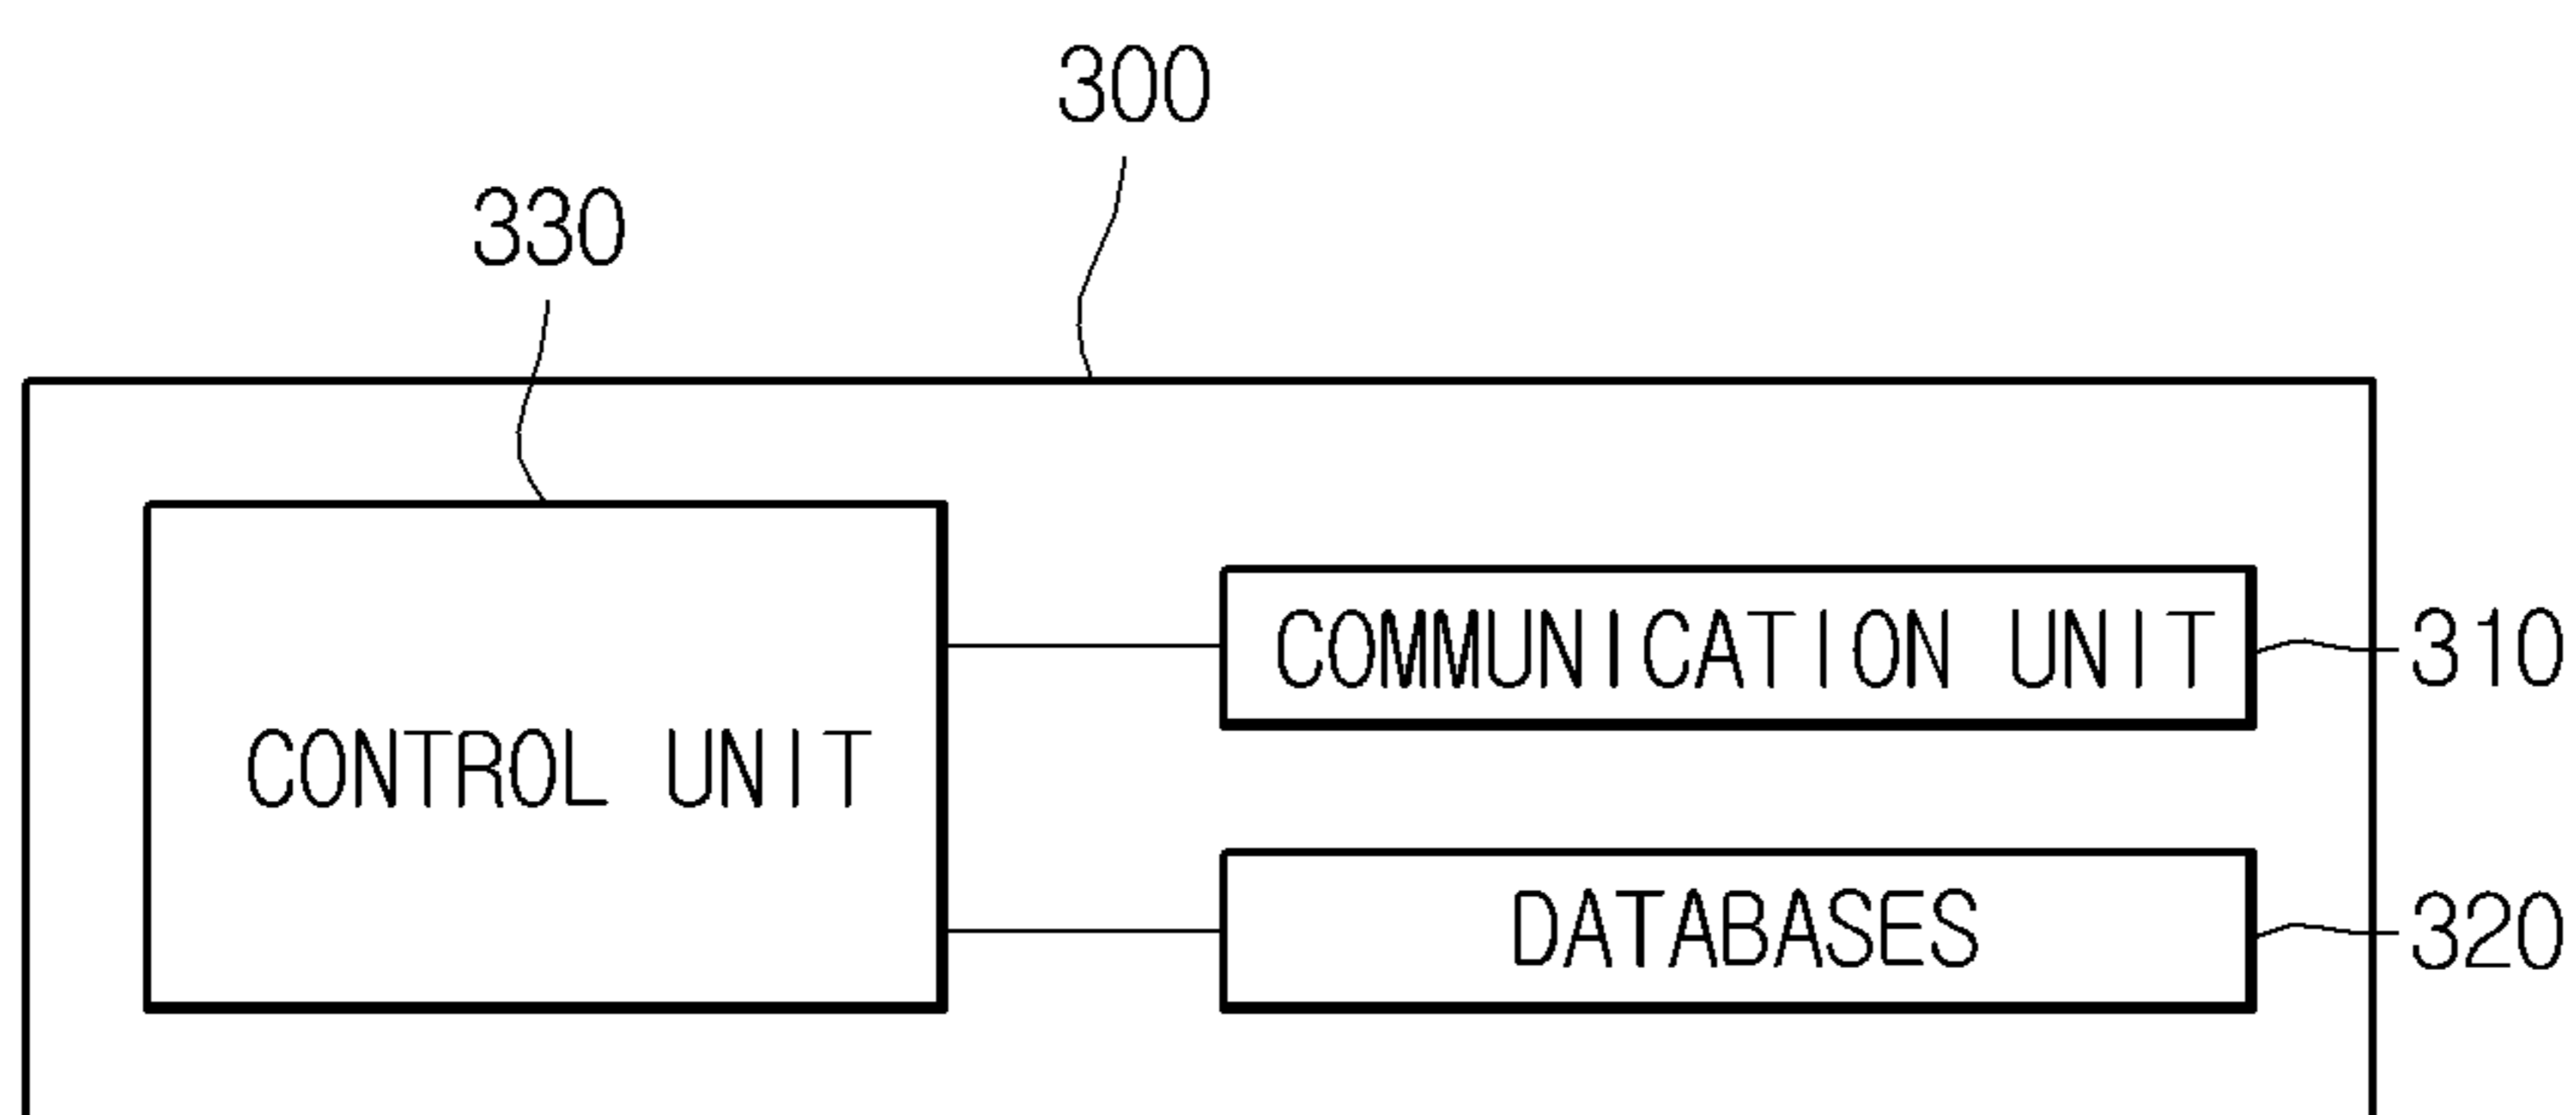 300
330
COMMUNICATION UNIT 310
CONTROL UNIT
DATABASES 320